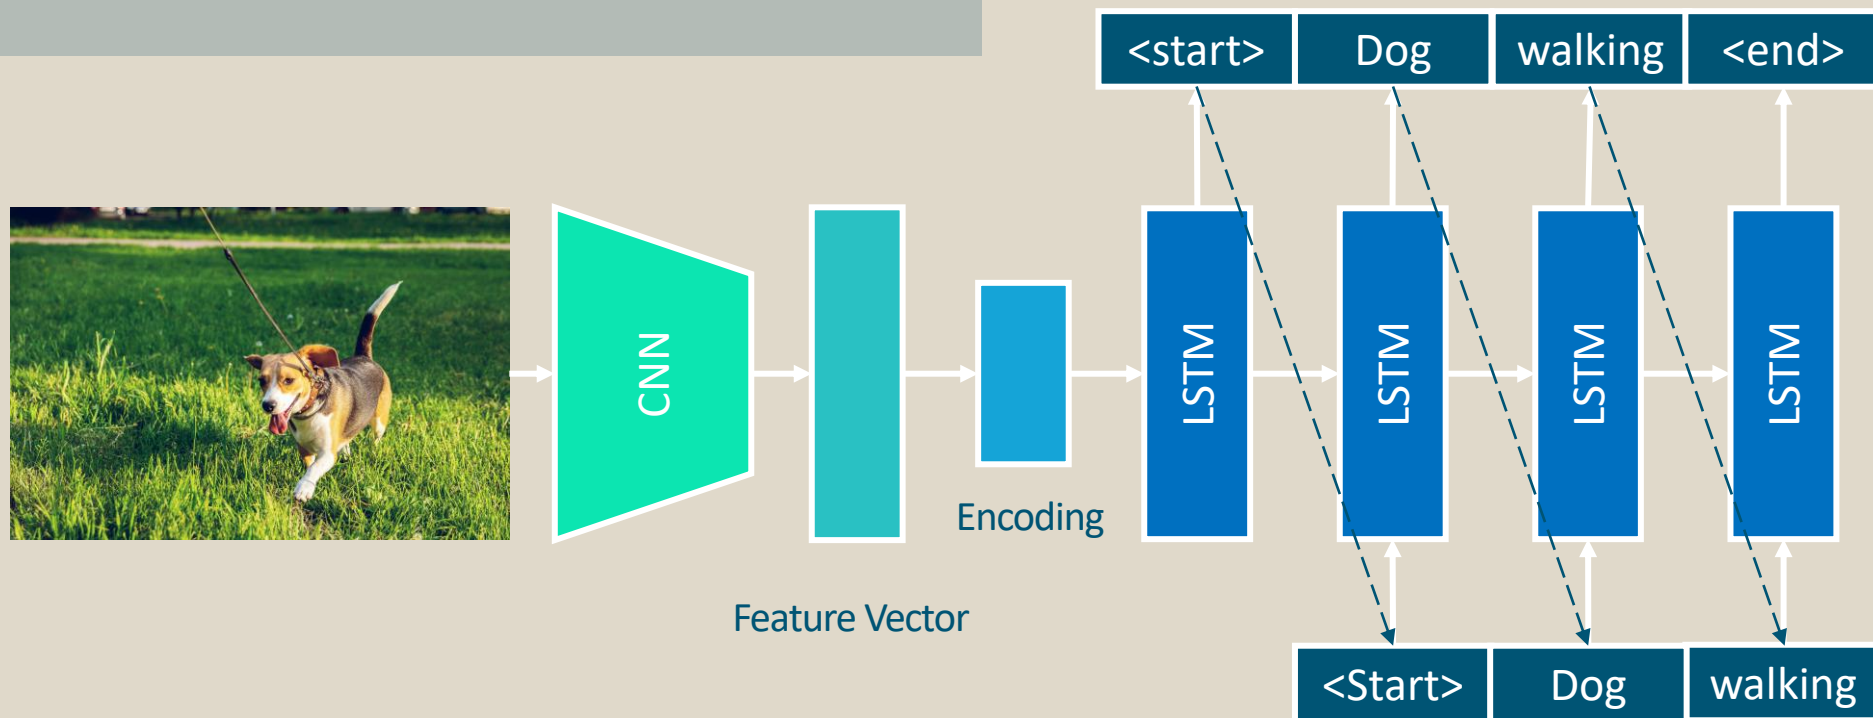 <start> Dog walking <end>
CNN
LSTM LSTM LSTM LSTM
Encoding
Feature Vector
<Start> Dog walking